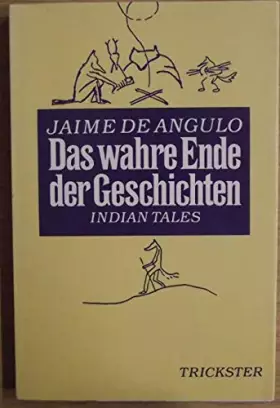 JAIME DE ANGULO
Das wahre Ende
der Geschichten
INDIAN TALES
TRICKSTER